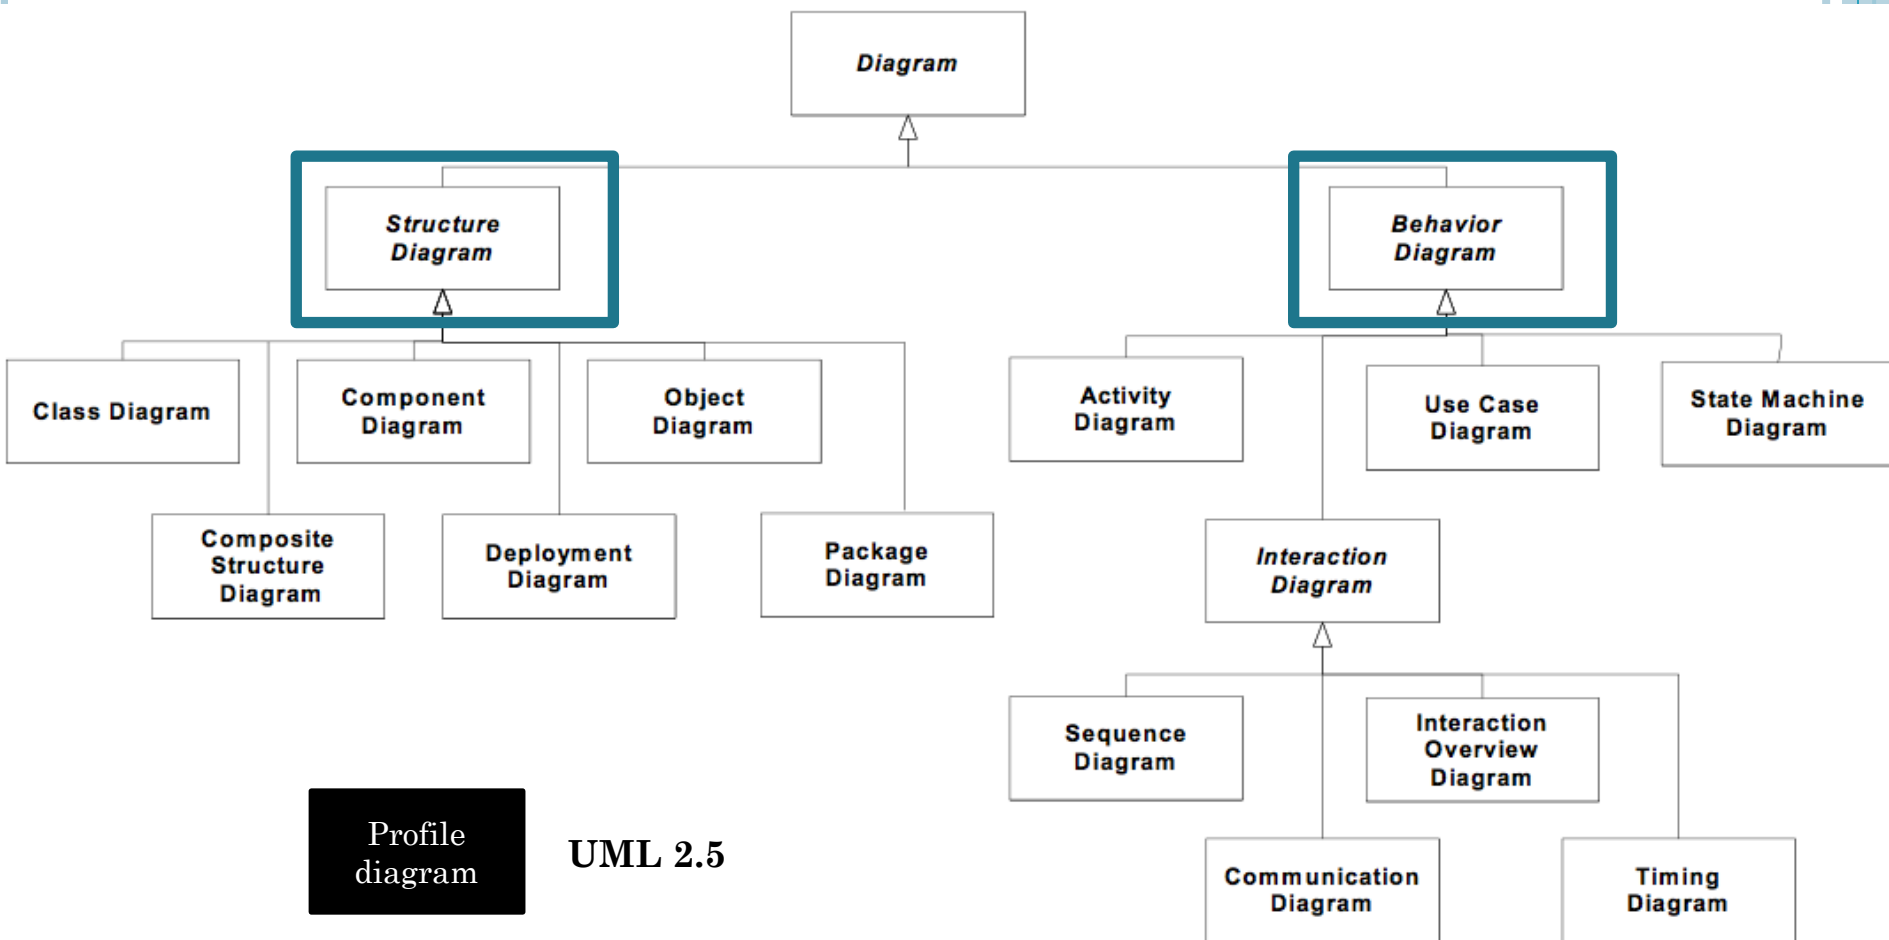 Diagram
Structure
Diagram
Behavior
Diagram
Class Diagram
Component
Diagram
Object
Diagram
Activity
Diagram
Use Case
Diagram
State Machine
Diagram
Composite
Structure
Diagram
Deployment
Diagram
Package
Diagram
Interaction
Diagram
Sequence
Diagram
Interaction
Overview
Diagram
Profile
diagram
UML 2.5
Communication
Diagram
Timing
Diagram